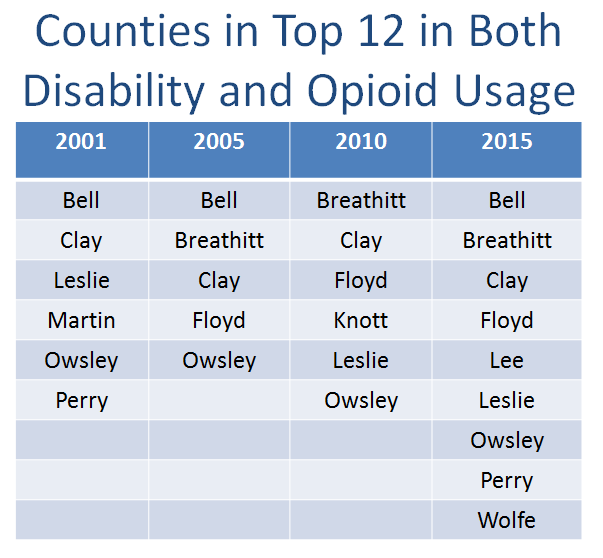 Counties in Top 12 in Both
Disability and Opioid Usage
2001 2005 2010 2015
Bell Bell Breathitt Bell
Clay Breathitt Clay Breathitt
Leslie Clay Floyd Clay
Martin Floyd Knott Floyd
Owsley Owsley Leslie Lee
Perry Owsley Leslie
Owsley
Perry
Wolfe